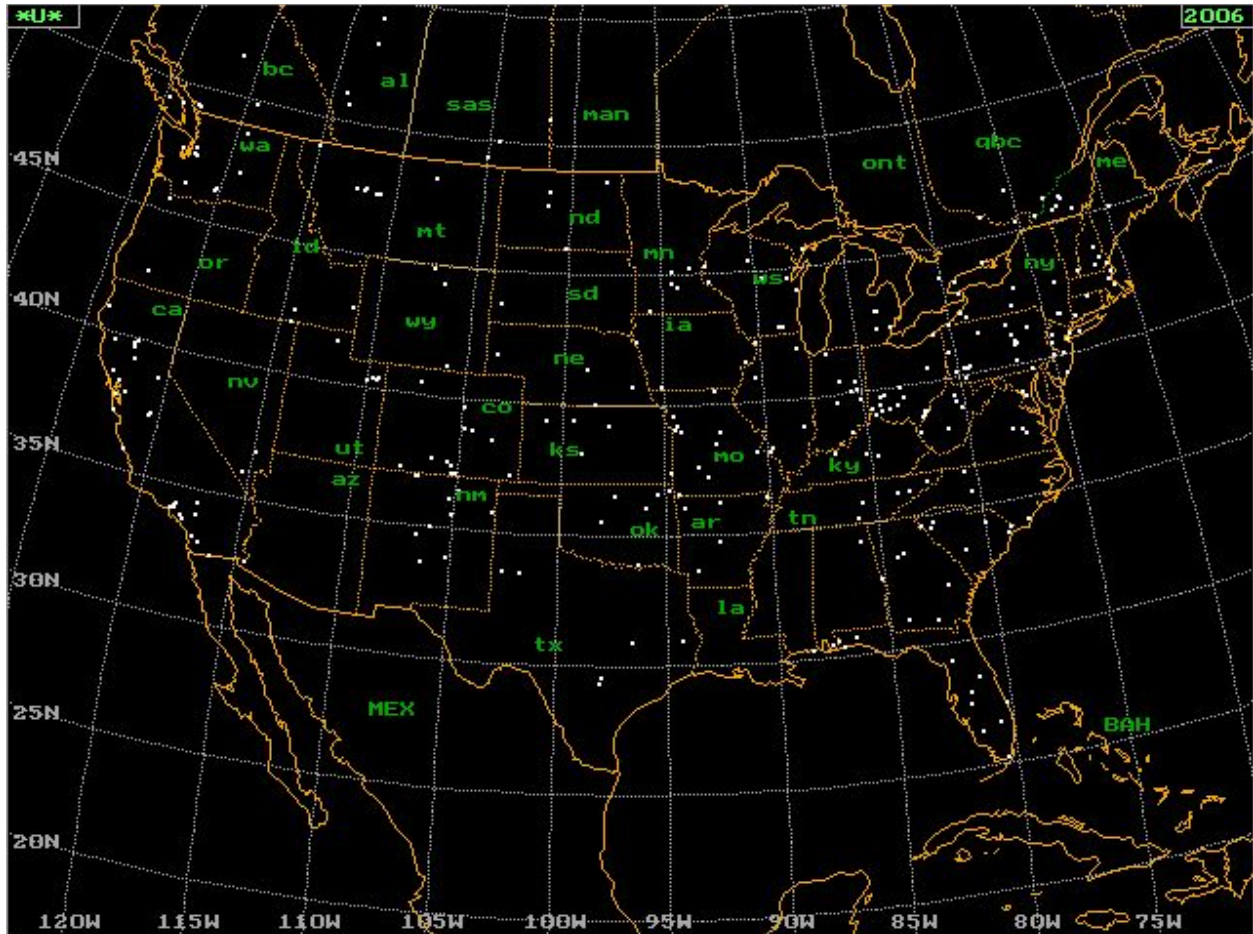 *U* 2006
bc
al
sas
man
qbc
wa
ont
me
45N
nd
mt
id
mn
or
ny
ws
sd
40N
ca
wy
ia
ne
nv
co
35N
ut
ks
mo
ky
az
nm
tn
ar
ok
30N
la
tx
25N
MEX
BAH
20N
120W 115W 110W 105W 100W 95W 90W 85W 80W 75W